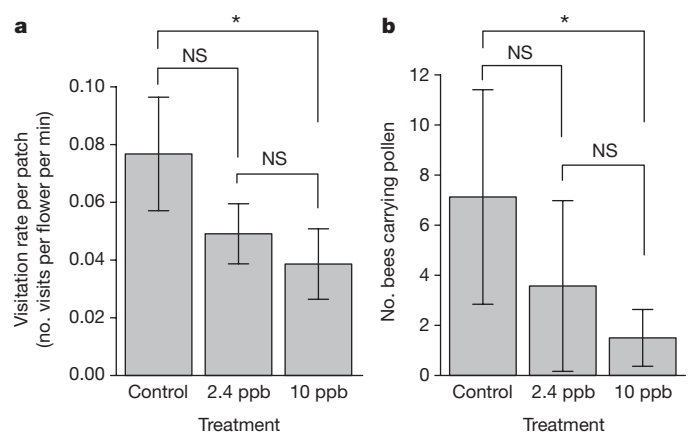 a
*
NS
NS
0.10
0.08
0.06
0.04
0.02
0.00
Visitation rate per patch
(no. visits per flower per min)
Control 2.4 ppb 10 ppb
Treatment
b
*
NS
NS
12
10
8
6
4
2
0
No. bees carrying pollen
Control 2.4 ppb 10 ppb
Treatment